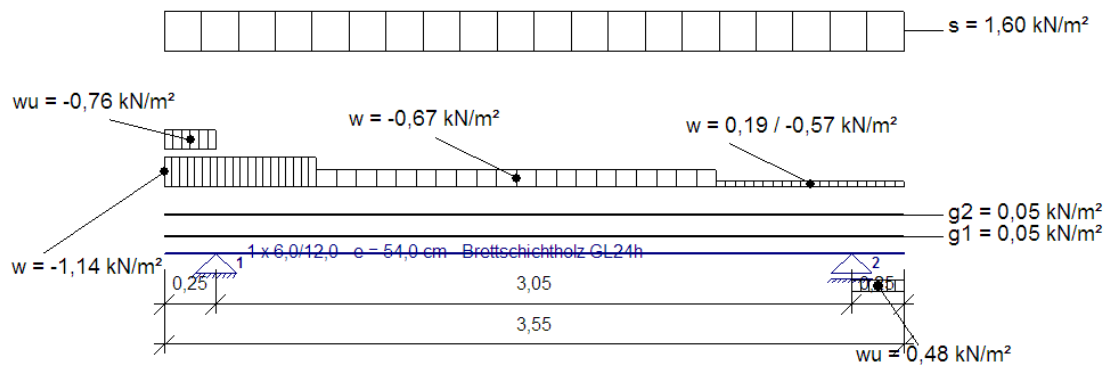 s = 1,60 kN/m²
wu = -0,76 kN/m²
w = -0,67 kN/m²
w = 0,19 / -0,57 kN/m²
g2 = 0,05 kN/m²
g1 = 0,05 kN/m²
1 x 6,0/12,0 e = 54,0 cm Brettschichtholz GL24h
w = -1,14 kN/m²
1
2
0,25
3,05
0,25
3,55
wu = 0,48 kN/m²